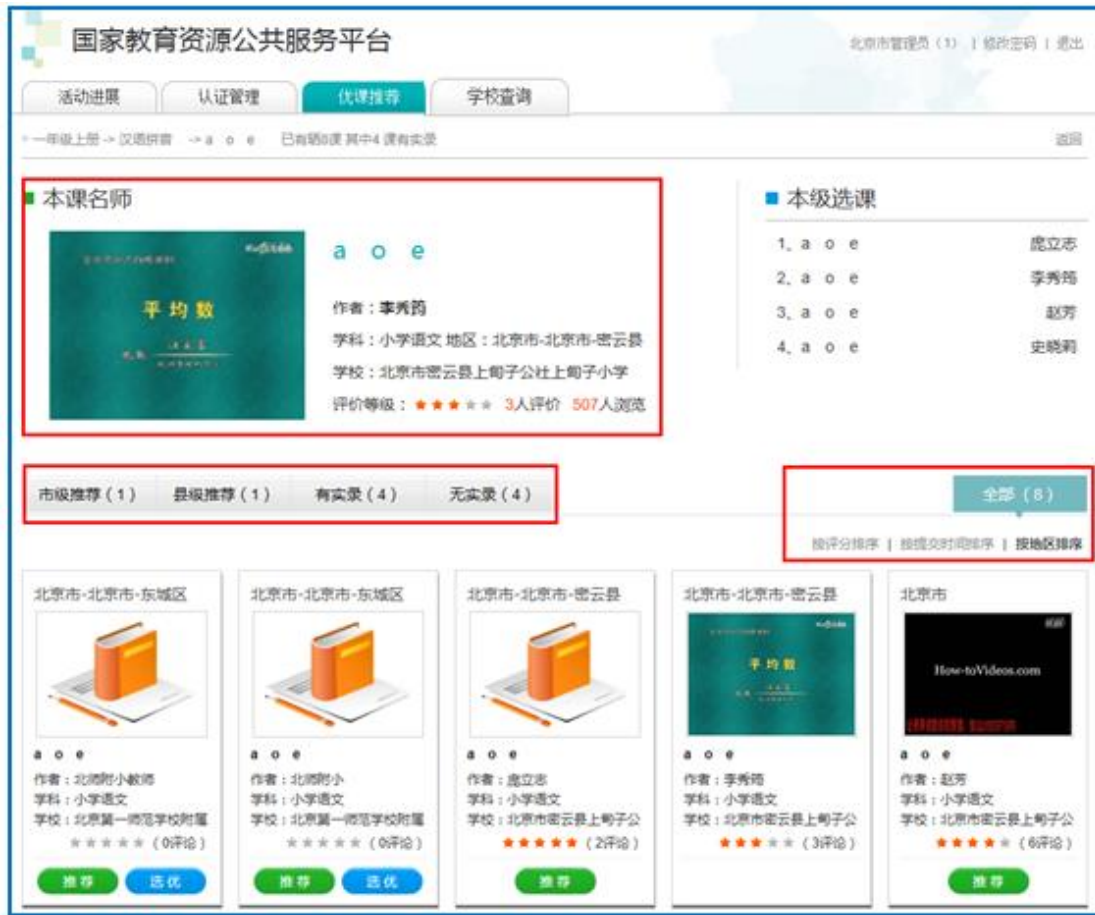 国家教育资源公共服务平台
北京市管理员（1） | 修改密码 | 退出
活动进展 认证管理 优课推荐 学校查询
一年级上册 -> 汉语拼音 -> a o e 已有晒8课 其中4 课有实录 返回
本课名师
平均数
a o e
作者：李秀筠
学科：小学语文 地区：北京市-北京市-密云县
学校：北京市密云县上甸子公社上甸子小学
评价等级： 3人评价 507人浏览
本级选课
1、a o e 庞立志
2、a o e 李秀筠
3、a o e 赵芳
4、a o e 史晓莉
市级推荐（1） 县级推荐（1） 有实录（4） 无实录（4） 全部（8）
按评分排序 | 按提交时间排序 | 按地区排序
北京市-北京市-东城区
a o e
作者：北师附小教师
学科：小学语文
学校：北京第一师范学校附属
（0评论）
推荐 选优
北京市-北京市-东城区
a o e
作者：北师附小
学科：小学语文
学校：北京第一师范学校附属
（0评论）
推荐 选优
北京市-北京市-密云县
a o e
作者：庞立志
学科：小学语文
学校：北京市密云县上甸子公
（2评论）
推荐
北京市-北京市-密云县
平均数
a o e
作者：李秀筠
学科：小学语文
学校：北京市密云县上甸子公
（3评论）
北京市
How-toVideos.com
a o e
作者：赵芳
学科：小学语文
学校：北京市密云县上甸子公
（6评论）
推荐